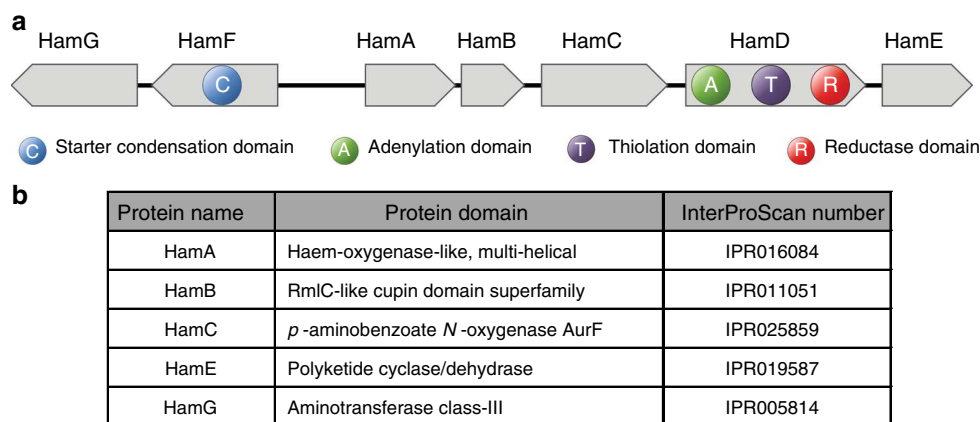 a
HamG HamF HamA HamB HamC HamD HamE
C A T R
C Starter condensation domain A Adenylation domain T Thiolation domain R Reductase domain
b
Protein name Protein domain InterProScan number
HamA Haem-oxygenase-like, multi-helical IPR016084
HamB RmlC-like cupin domain superfamily IPR011051
HamC p -aminobenzoate N -oxygenase AurF IPR025859
HamE Polyketide cyclase/dehydrase IPR019587
HamG Aminotransferase class-III IPR005814